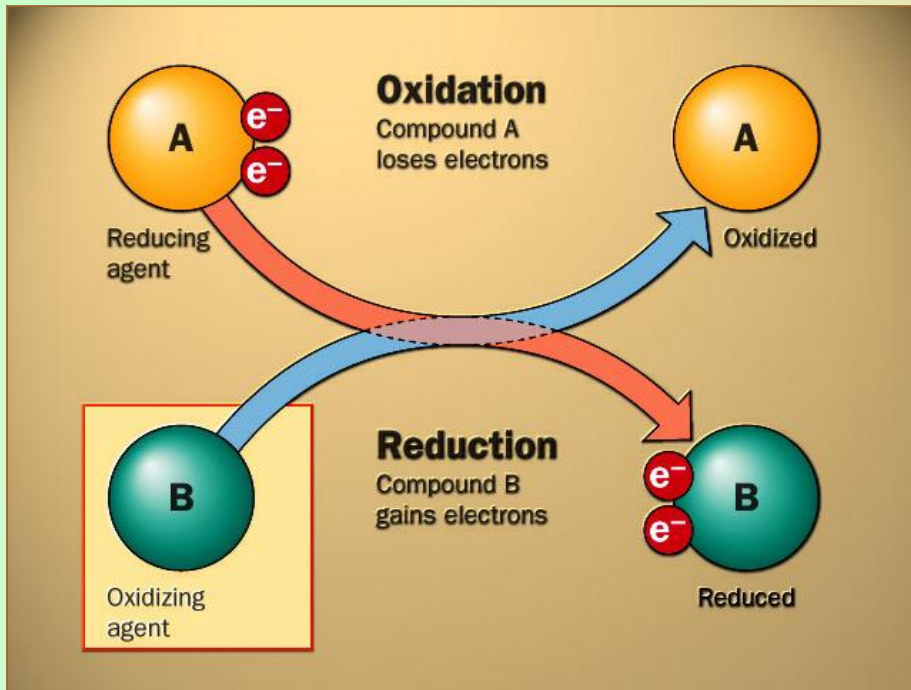 A
e–
e–
Reducing
agent
Oxidation
Compound A
loses electrons
A
Oxidized
B
Oxidizing
agent
Reduction
Compound B
gains electrons
e–
e–
B
Reduced